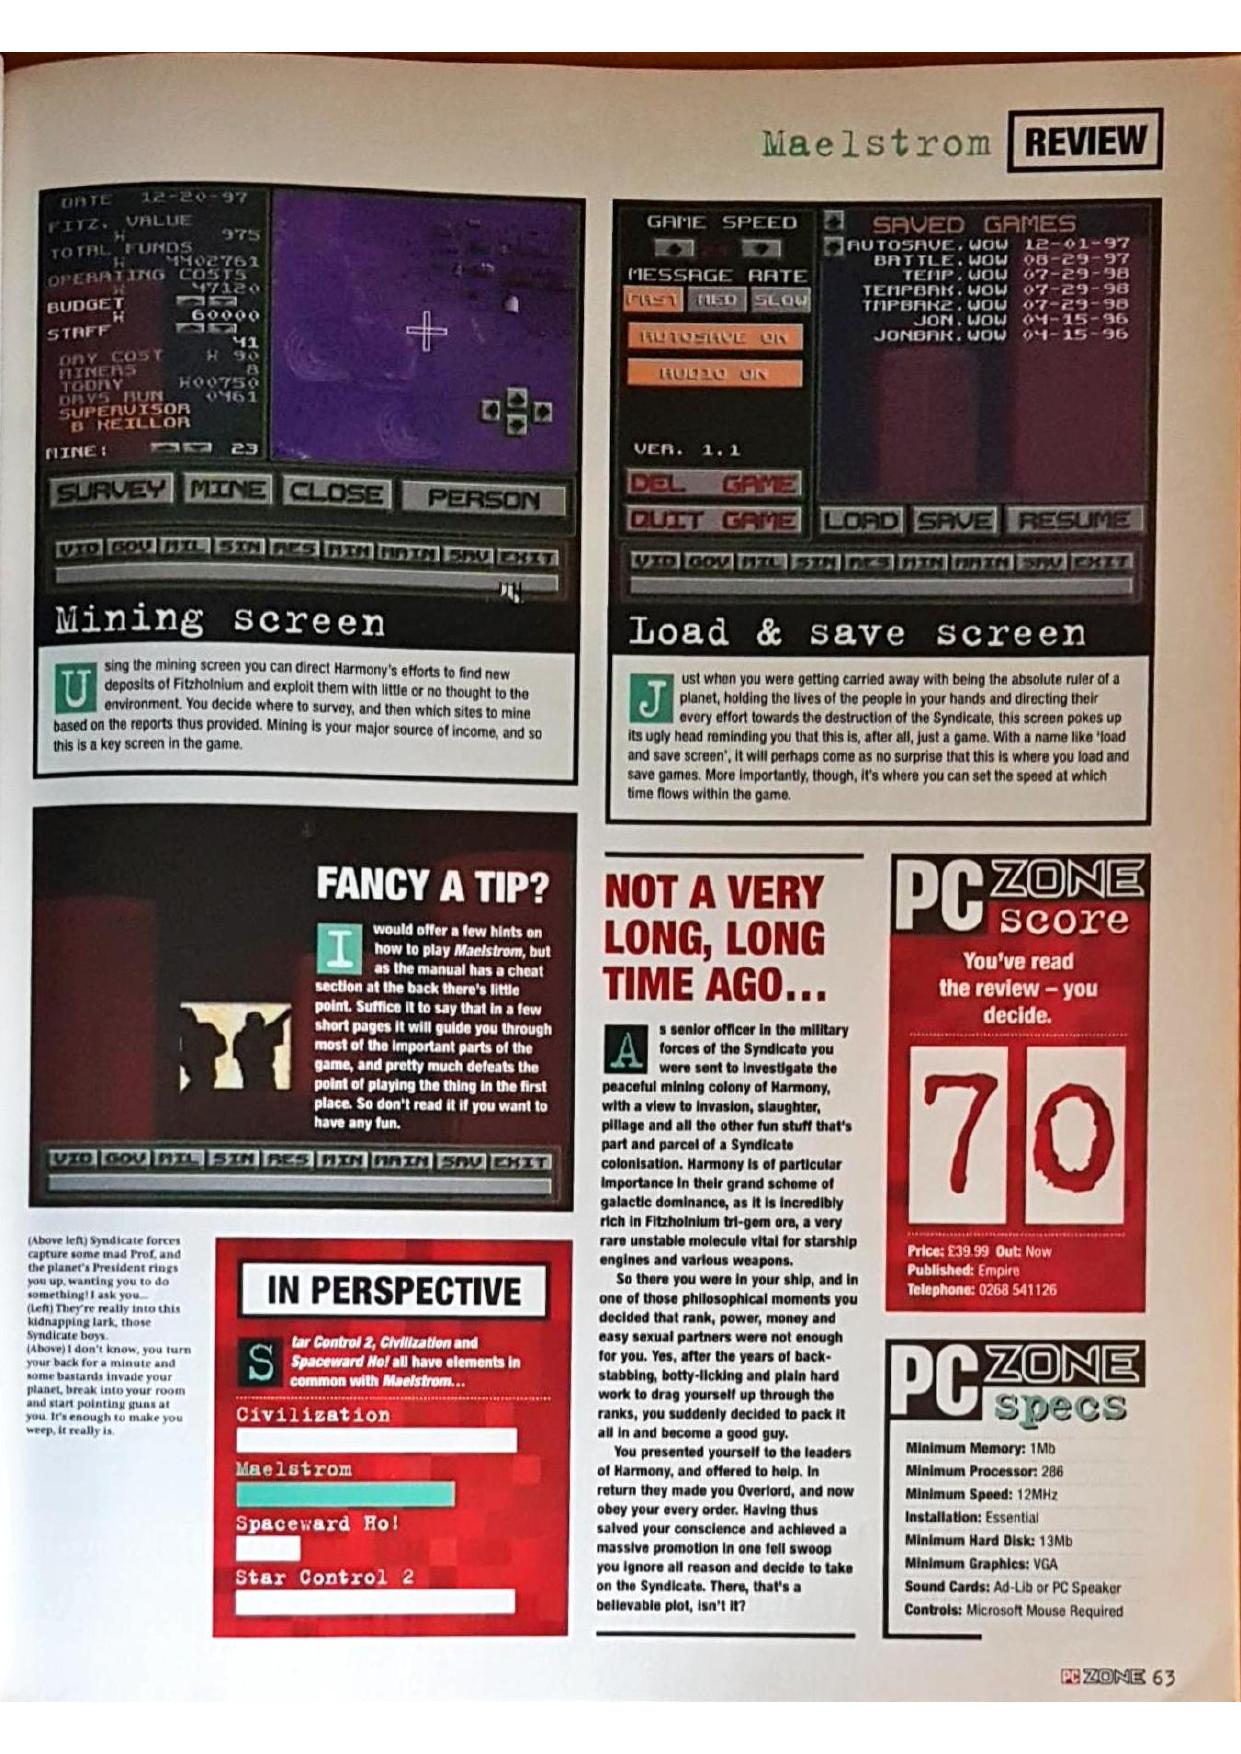 Maelstrom REVIEW
DATE 12-20-97
FITZ. VALUE
H 975
TOTAL FUNDS
H 4402761
OPERATING COSTS
H 47120
BUDGET
H 60000
STAFF
41
DAY COST H 90
MINERS 8
TODAY H00750
DAYS RUN 0461
SUPERVISOR
B KEILLOR
MINE: 23
SURVEY MINE CLOSE PERSON
VID GOV MIL SIN RES MIN MAIN SAV EXIT
Mining screen
Using the mining screen you can direct Harmony's efforts to find new
deposits of Fitzholnium and exploit them with little or no thought to the
environment. You decide where to survey, and then which sites to mine
based on the reports thus provided. Mining is your major source of income, and so
this is a key screen in the game.
GAME SPEED
MESSAGE RATE
FAST MED SLOW
AUTOSAVE ON
AUDIO ON
VER. 1.1
DEL GAME
QUIT GAME
SAVED GAMES
AUTOSAVE.WOW 12-01-97
BATTLE.WOW 08-29-97
TEMP.WOW 07-29-98
TEMPBAK.WOW 07-29-98
TMPBAK2.WOW 07-29-98
JON.WOW 04-15-96
JONBAK.WOW 04-15-96
LOAD SAVE RESUME
VID GOV MIL SIN RES MIN MAIN SAV EXIT
Load & save screen
Just when you were getting carried away with being the absolute ruler of a
planet, holding the lives of the people in your hands and directing their
every effort towards the destruction of the Syndicate, this screen pokes up
its ugly head reminding you that this is, after all, just a game. With a name like 'load
and save screen', it will perhaps come as no surprise that this is where you load and
save games. More importantly, though, it's where you can set the speed at which
time flows within the game.
FANCY A TIP?
I would offer a few hints on
how to play Maelstrom, but
as the manual has a cheat
section at the back there's little
point. Suffice it to say that in a few
short pages it will guide you through
most of the important parts of the
game, and pretty much defeats the
point of playing the thing in the first
place. So don't read it if you want to
have any fun.
VID GOV MIL SIN RES MIN MAIN SAV EXIT
(Above left) Syndicate forces
capture some mad Prof, and
the planet's President rings
you up, wanting you to do
something! I ask you...
(Left) They're really into this
kidnapping lark, those
Syndicate boys.
(Above) I don't know, you turn
your back for a minute and
some bastards invade your
planet, break into your room
and start pointing guns at
you. It's enough to make you
weep, it really is.
IN PERSPECTIVE
Star Control 2, Civilization and
Spaceward Ho! all have elements in
common with Maelstrom...
Civilization
Maelstrom
Spaceward Ho!
Star Control 2
NOT A VERY
LONG, LONG
TIME AGO...
As senior officer in the military
forces of the Syndicate you
were sent to investigate the
peaceful mining colony of Harmony,
with a view to invasion, slaughter,
pillage and all the other fun stuff that's
part and parcel of a Syndicate
colonisation. Harmony is of particular
importance in their grand scheme of
galactic dominance, as it is incredibly
rich in Fitzholnium tri-gem ore, a very
rare unstable molecule vital for starship
engines and various weapons.
So there you were in your ship, and in
one of those philosophical moments you
decided that rank, power, money and
easy sexual partners were not enough
for you. Yes, after the years of back-
stabbing, botty-licking and plain hard
work to drag yourself up through the
ranks, you suddenly decided to pack it
all in and become a good guy.
You presented yourself to the leaders
of Harmony, and offered to help. In
return they made you Overlord, and now
obey your every order. Having thus
salved your conscience and achieved a
massive promotion in one fell swoop
you ignore all reason and decide to take
on the Syndicate. There, that's a
believable plot, isn't it?
PC ZONE
score
You've read
the review – you
decide.
70
Price: £39.99 Out: Now
Published: Empire
Telephone: 0268 541126
PC ZONE
specs
Minimum Memory: 1Mb
Minimum Processor: 286
Minimum Speed: 12MHz
Installation: Essential
Minimum Hard Disk: 13Mb
Minimum Graphics: VGA
Sound Cards: Ad-Lib or PC Speaker
Controls: Microsoft Mouse Required
PC ZONE 63